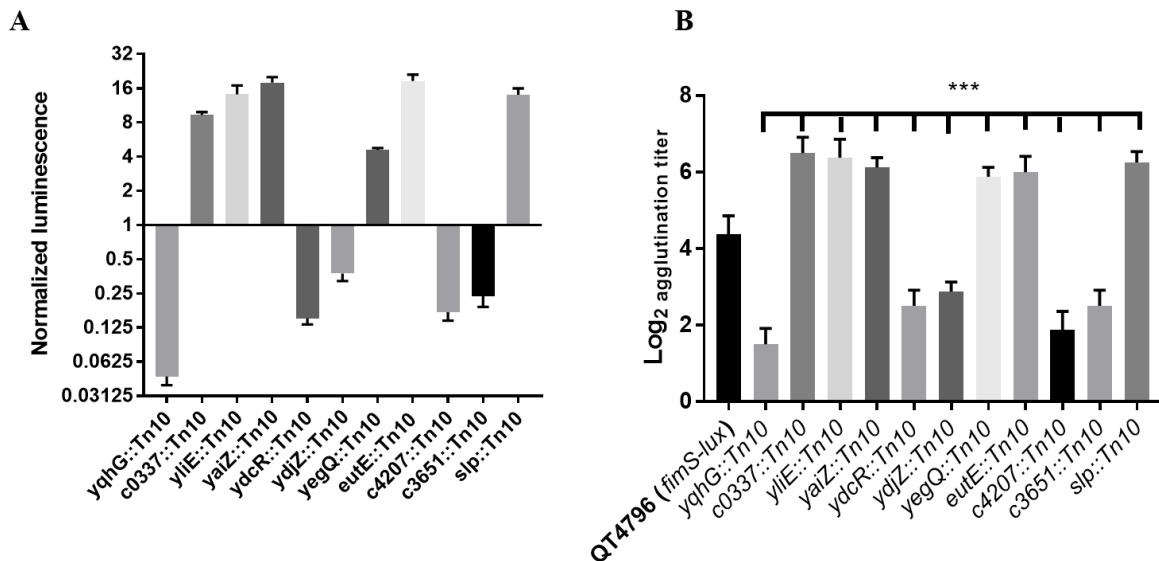 A
Normalized luminescence
32
16
8
4
2
1
0.5
0.25
0.125
0.0625
0.03125
yqhG::Tn10
c0337::Tn10
yliE::Tn10
yaiZ::Tn10
ydcR::Tn10
ydjZ::Tn10
yegQ::Tn10
eutE::Tn10
c4207::Tn10
c3651::Tn10
slp::Tn10
B
Log2 agglutination titer
8
6
4
2
0
***
QT4796 (fimS-lux)
yqhG::Tn10
c0337::Tn10
yliE::Tn10
yaiZ::Tn10
ydcR::Tn10
ydjZ::Tn10
yegQ::Tn10
eutE::Tn10
c4207::Tn10
c3651::Tn10
slp::Tn10